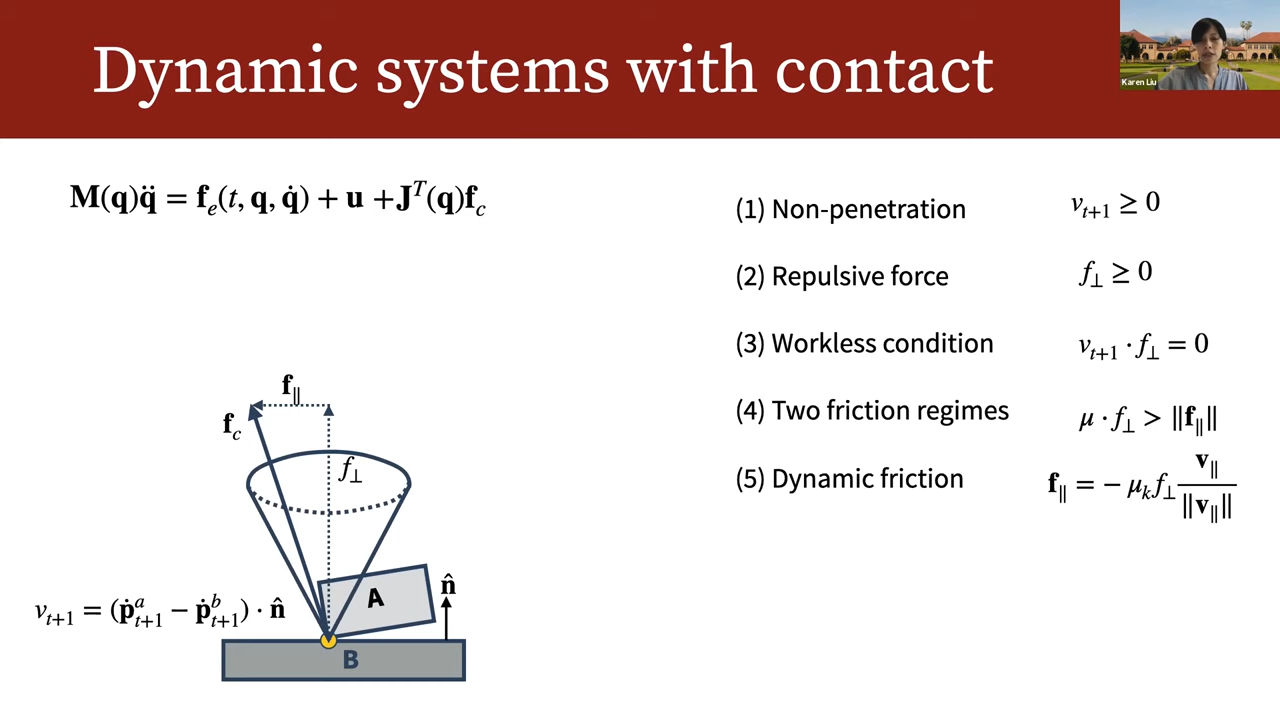 Dynamic systems with contact
Karen Liu
M(q)q̈ = fₑ(t, q, q̇) + u +Jᵀ(q)f_c
(1) Non-penetration v_{t+1} ≥ 0
(2) Repulsive force f_⊥ ≥ 0
(3) Workless condition v_{t+1} · f_⊥ = 0
(4) Two friction regimes μ · f_⊥ > ‖f_∥‖
(5) Dynamic friction f_∥ = − μ_k f_⊥ v_∥ / ‖v_∥‖
f_∥
f_c
f_⊥
A
n̂
v_{t+1} = (ṗ^a_{t+1} − ṗ^b_{t+1}) · n̂
B